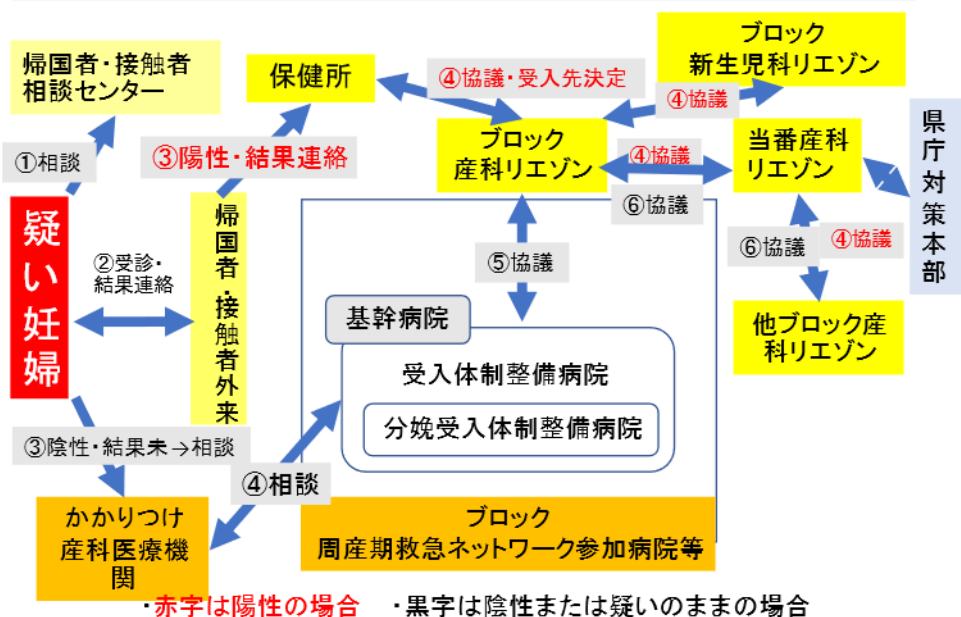 帰国者・接触者
相談センター
保健所
④協議・受入先決定
ブロック
新生児科リエゾン
④協議
①相談
③陽性・結果連絡
ブロック
産科リエゾン
④協議
⑥協議
当番産科
リエゾン
県庁対策本部
疑い妊婦
②受診・
結果連絡
帰国者・接触者外来
⑤協議
⑥協議
④協議
他ブロック産
科リエゾン
基幹病院
受入体制整備病院
分娩受入体制整備病院
③陰性・結果未→相談
④相談
かかりつけ
産科医療機
関
ブロック
周産期救急ネットワーク参加病院等
・赤字は陽性の場合 ・黒字は陰性または疑いのままの場合